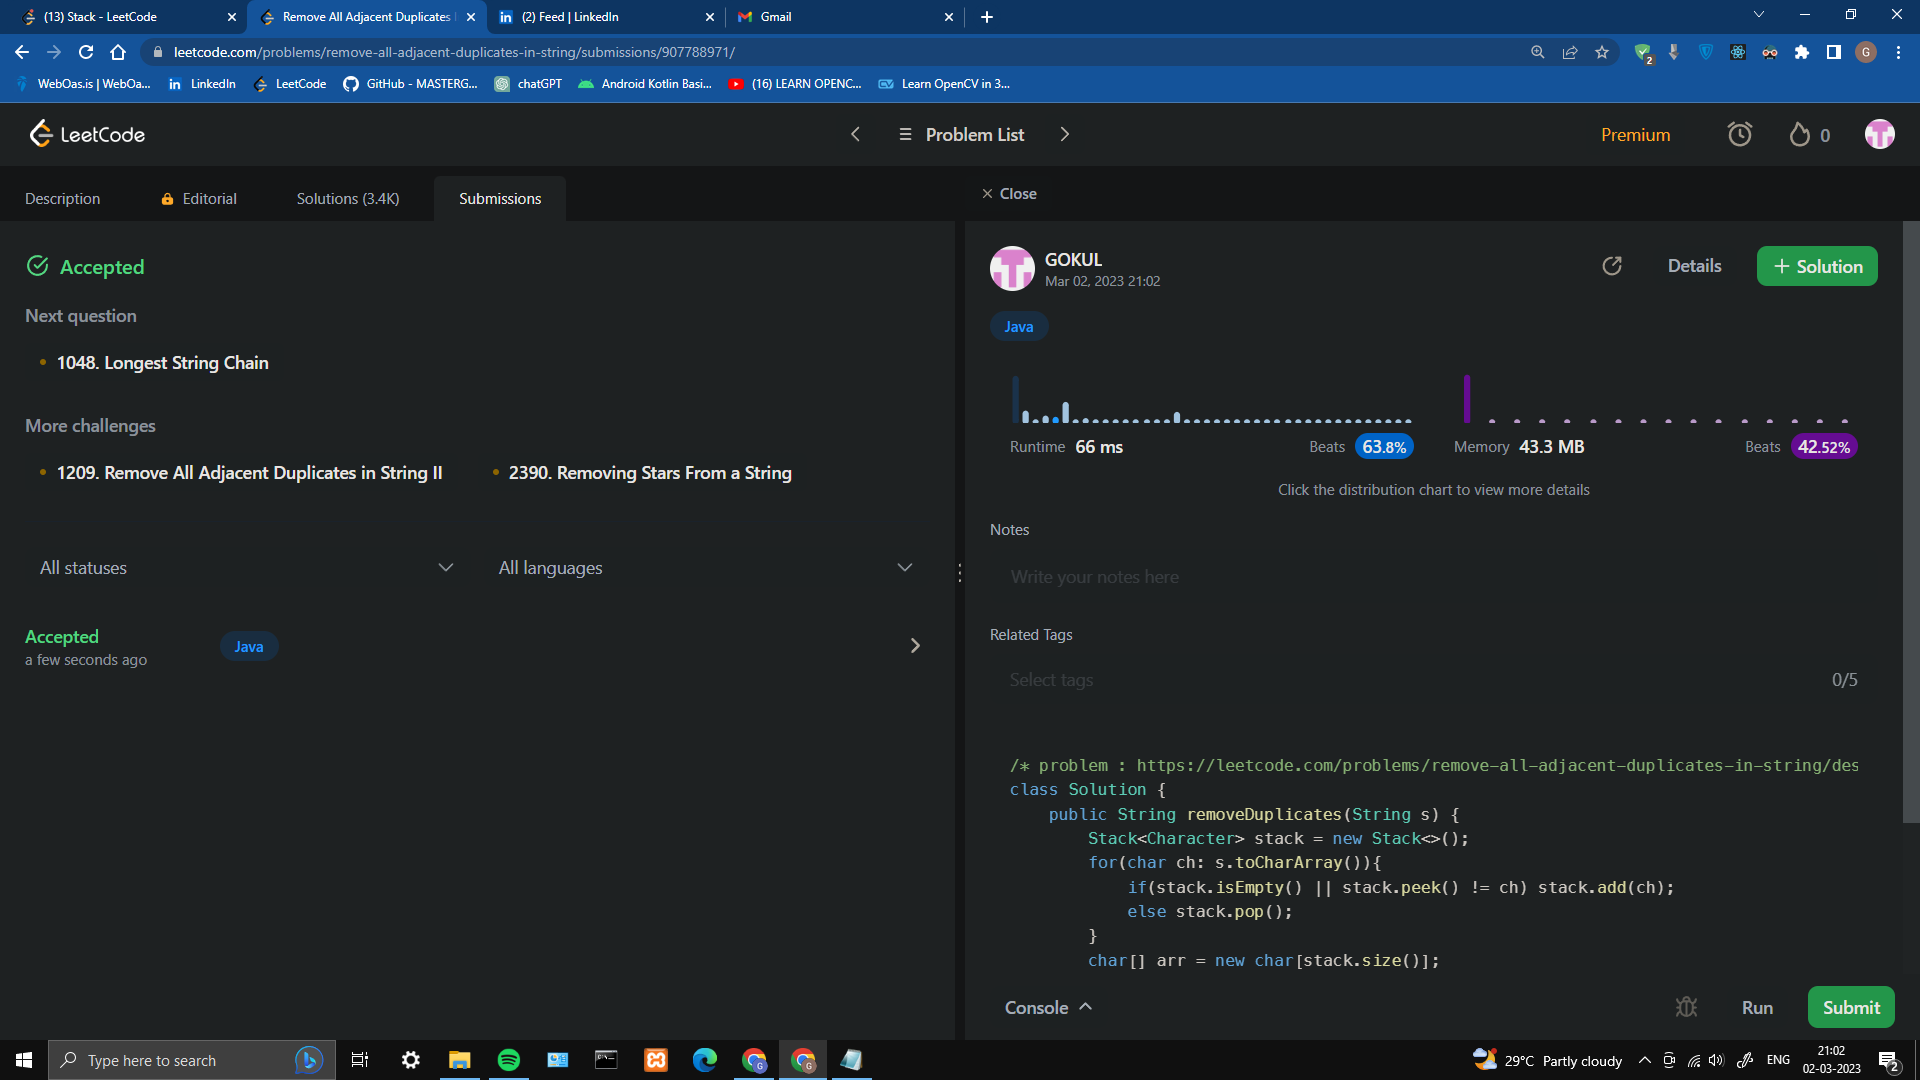 (13) Stack - LeetCode
Remove All Adjacent Duplicates
(2) Feed | LinkedIn
Gmail
leetcode.com/problems/remove-all-adjacent-duplicates-in-string/submissions/907788971/
2
G
WebOas.is | WebOa...
LinkedIn
LeetCode
GitHub - MASTERG...
chatGPT
Android Kotlin Basi...
(16) LEARN OPENC...
Learn OpenCV in 3...
LeetCode
Problem List
Premium
0
Description
Editorial
Solutions (3.4K)
Submissions
Close
Accepted
Next question
1048. Longest String Chain
More challenges
1209. Remove All Adjacent Duplicates in String II
2390. Removing Stars From a String
All statuses
All languages
Accepted
a few seconds ago
Java
GOKUL
Mar 02, 2023 21:02
Details
+ Solution
Java
Runtime 66 ms
Beats 63.8%
Memory 43.3 MB
Beats 42.52%
Click the distribution chart to view more details
Notes
Write your notes here
Related Tags
Select tags
0/5
/* problem : https://leetcode.com/problems/remove-all-adjacent-duplicates-in-string/des
class Solution {
public String removeDuplicates(String s) {
Stack<Character> stack = new Stack<>();
for(char ch: s.toCharArray()){
if(stack.isEmpty() || stack.peek() != ch) stack.add(ch);
else stack.pop();
}
char[] arr = new char[stack.size()];
Console
Run
Submit
Type here to search
29°C Partly cloudy
ENG
21:02
02-03-2023
2